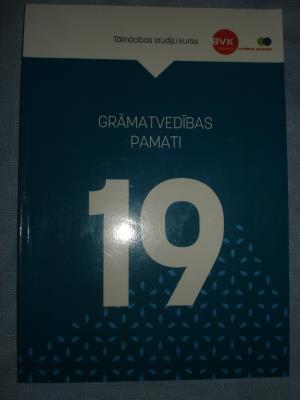 Tālmācības studiju kurss
BVK
GRĀMATVEDĪBAS
PAMATI
19